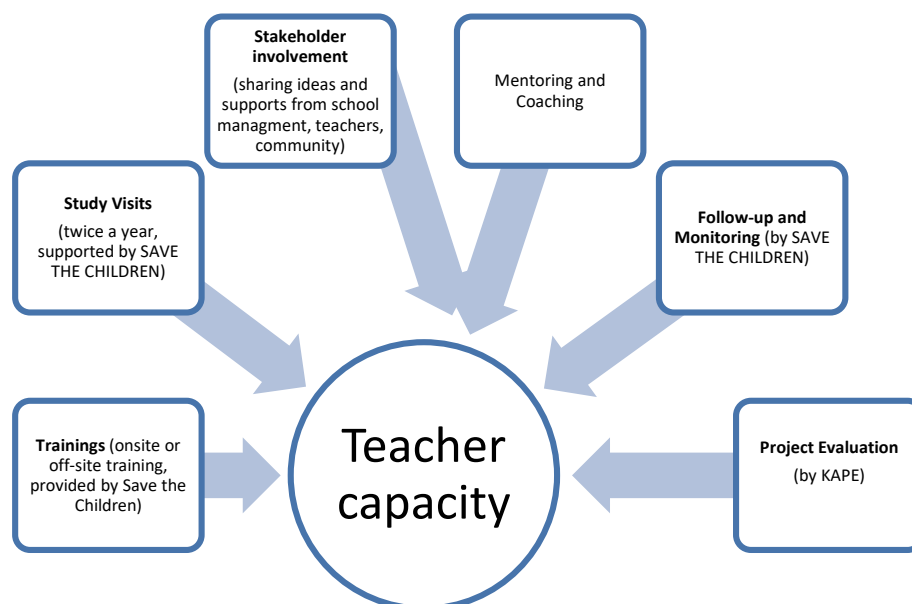 Stakeholder
involvement
(sharing ideas and
supports from school
managment, teachers,
community)
Mentoring and
Coaching
Study Visits
(twice a year,
supported by SAVE
THE CHILDREN)
Follow-up and
Monitoring (by SAVE
THE CHILDREN)
Trainings (onsite or
off-site training,
provided by Save the
Children)
Project Evaluation
(by KAPE)
Teacher
capacity